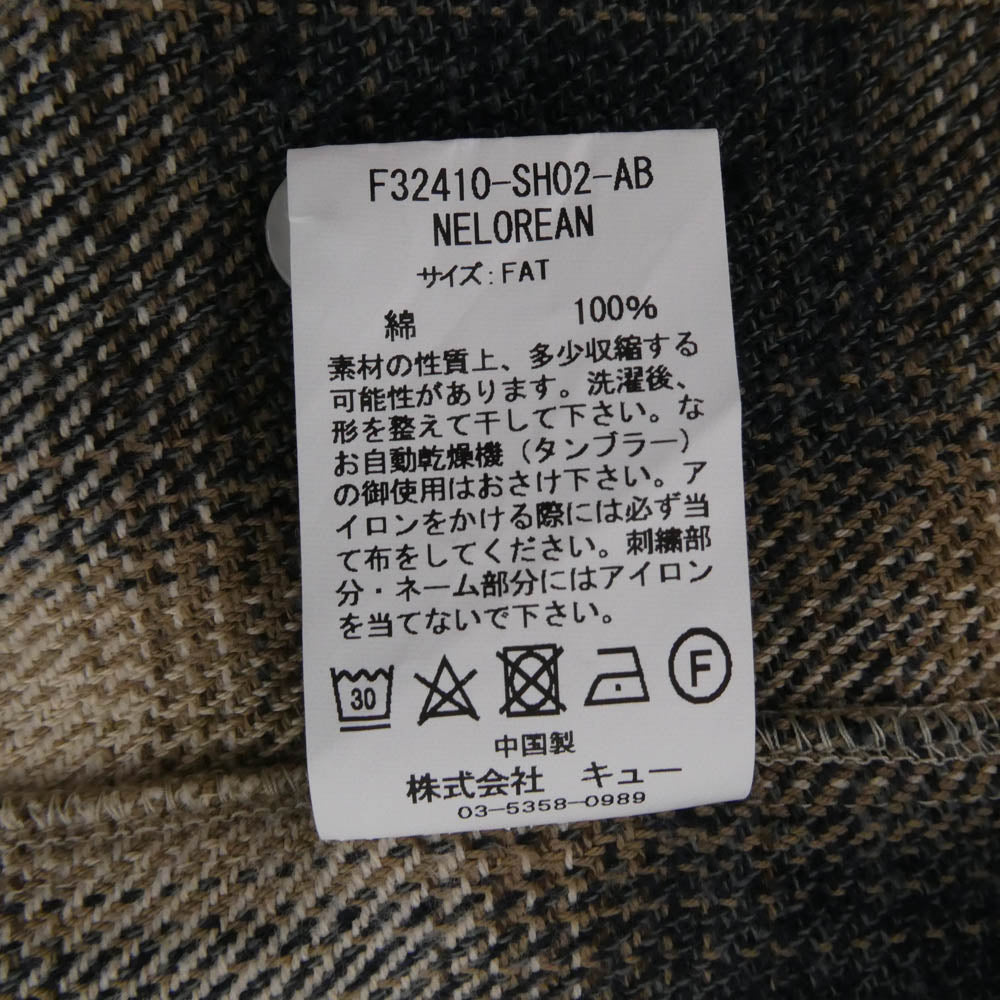 F32410-SH02-AB
NELOREAN
サイズ:FAT
綿 100%
素材の性質上、多少収縮する
可能性があります。洗濯後、
形を整えて干して下さい。な
お自動乾燥機(タンブラー)
の御使用はおさけ下さい。ア
イロンをかける際には必ず当
て布をしてください。刺繍部
分・ネーム部分にはアイロン
を当てないで下さい。
30 F
中国製
株式会社 キュー
03-5358-0989